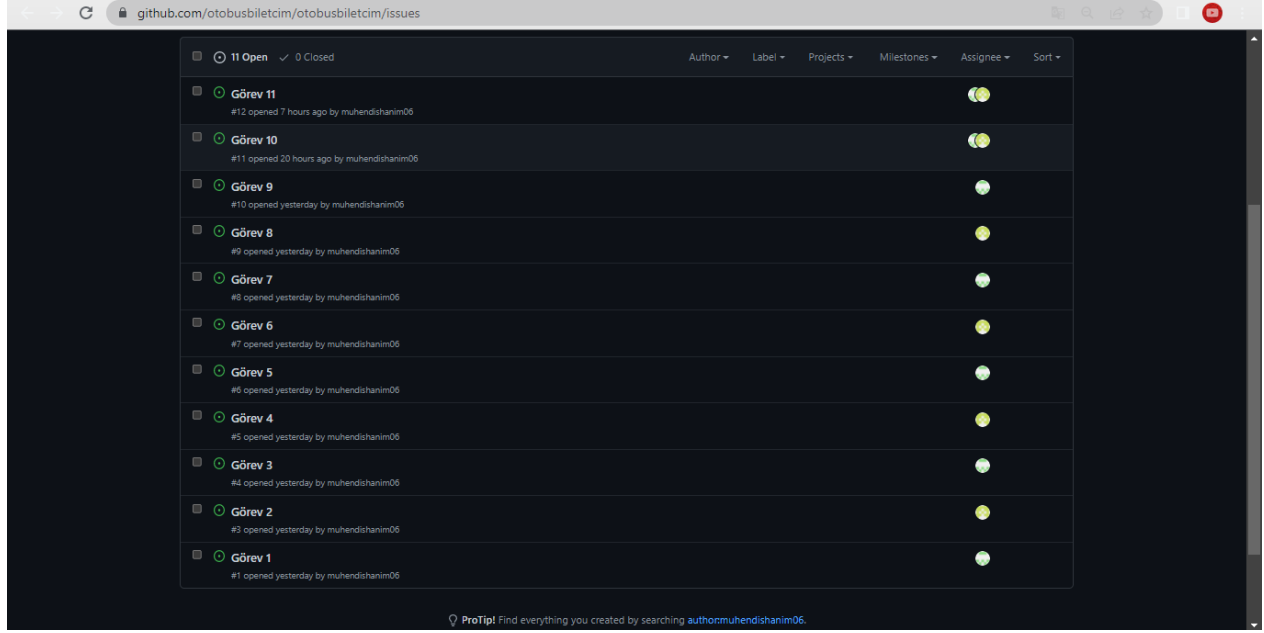 github.com/otobusbiletcim/otobusbiletcim/issues
11 Open 0 Closed Author Label Projects Milestones Assignee Sort
Görev 11
#12 opened 7 hours ago by muhendishanim06
Görev 10
#11 opened 20 hours ago by muhendishanim06
Görev 9
#10 opened yesterday by muhendishanim06
Görev 8
#9 opened yesterday by muhendishanim06
Görev 7
#8 opened yesterday by muhendishanim06
Görev 6
#7 opened yesterday by muhendishanim06
Görev 5
#6 opened yesterday by muhendishanim06
Görev 4
#5 opened yesterday by muhendishanim06
Görev 3
#4 opened yesterday by muhendishanim06
Görev 2
#3 opened yesterday by muhendishanim06
Görev 1
#1 opened yesterday by muhendishanim06
ProTip! Find everything you created by searching author:muhendishanim06.